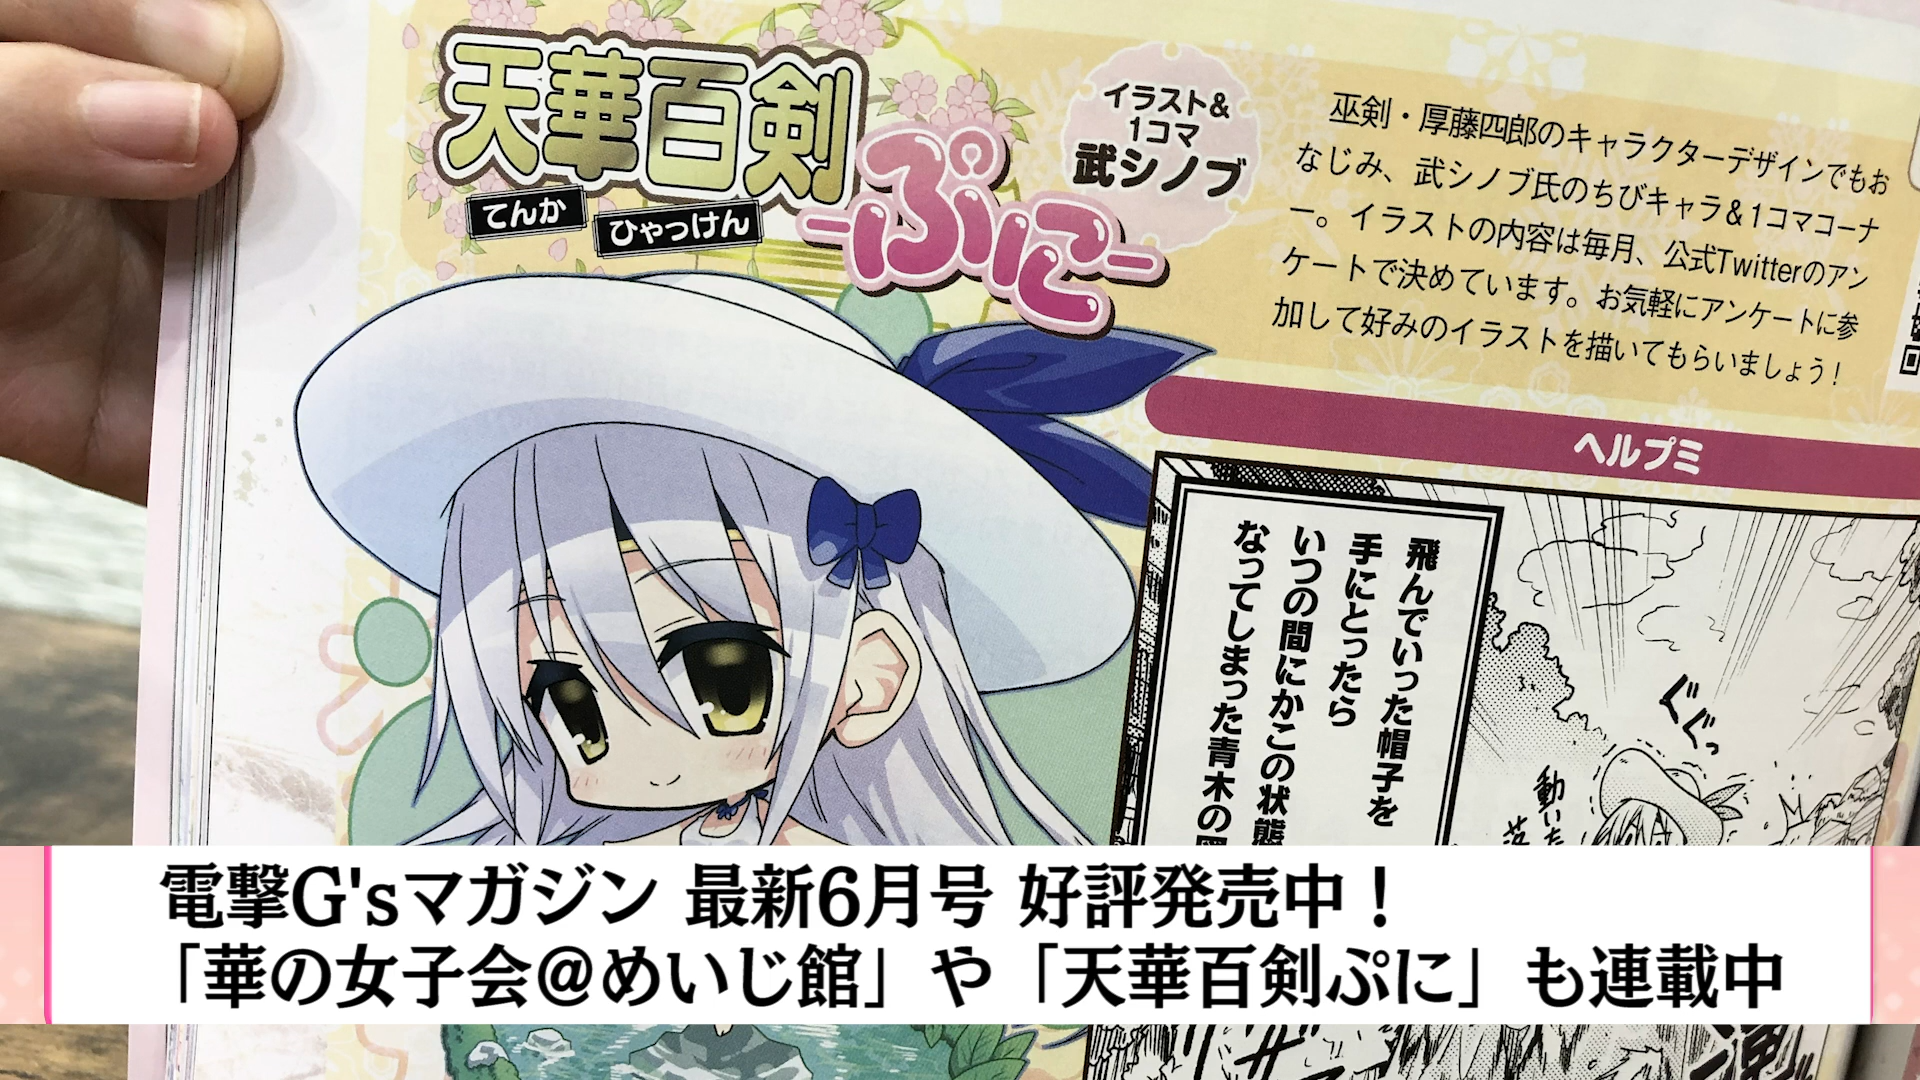 天華百剣
てんか ひゃっけん
-ぷに-
イラスト&
1コマ
武シノブ
巫剣・厚藤四郎のキャラクターデザインでもお
なじみ、武シノブ氏のちびキャラ&1コマコーナ
ー。イラストの内容は毎月、公式Twitterのアン
ケートで決めています。お気軽にアンケートに参
加して好みのイラストを描いてもらいましょう!
ヘルプミ
飛んでいった帽子を
手にとったら
いつの間にかこの状態
なってしまった青木の
ぐぐっ
動いた
電撃G'sマガジン 最新6月号 好評発売中!
「華の女子会@めいじ館」や「天華百剣ぷに」も連載中